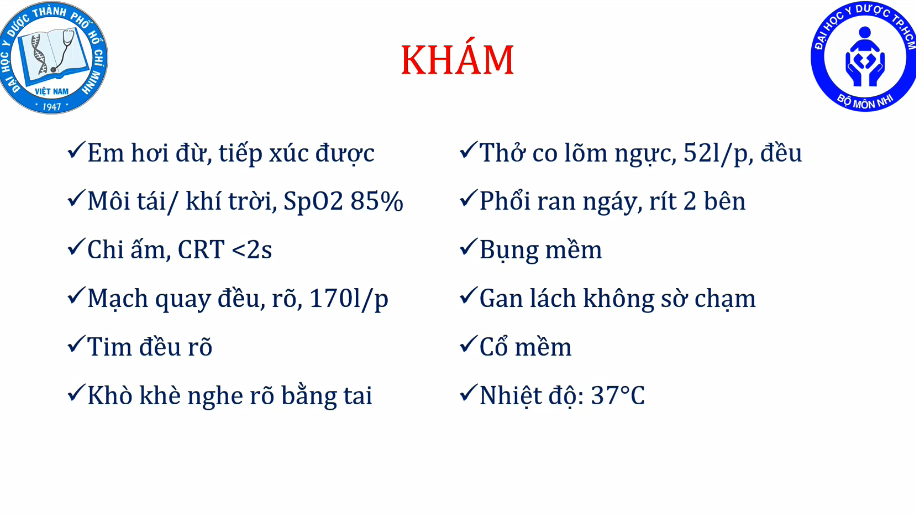 ĐẠI HỌC Y DƯỢC THÀNH PHỐ HỒ CHÍ MINH
VIỆT NAM
1947
ĐẠI HỌC Y DƯỢC TP.HCM
BỘ MÔN NHI
KHÁM
Em hơi đừ, tiếp xúc được
Môi tái/ khí trời, SpO2 85%
Chi ấm, CRT <2s
Mạch quay đều, rõ, 170l/p
Tim đều rõ
Khò khè nghe rõ bằng tai
Thở co lõm ngực, 52l/p, đều
Phổi ran ngáy, rít 2 bên
Bụng mềm
Gan lách không sờ chạm
Cổ mềm
Nhiệt độ: 37°C